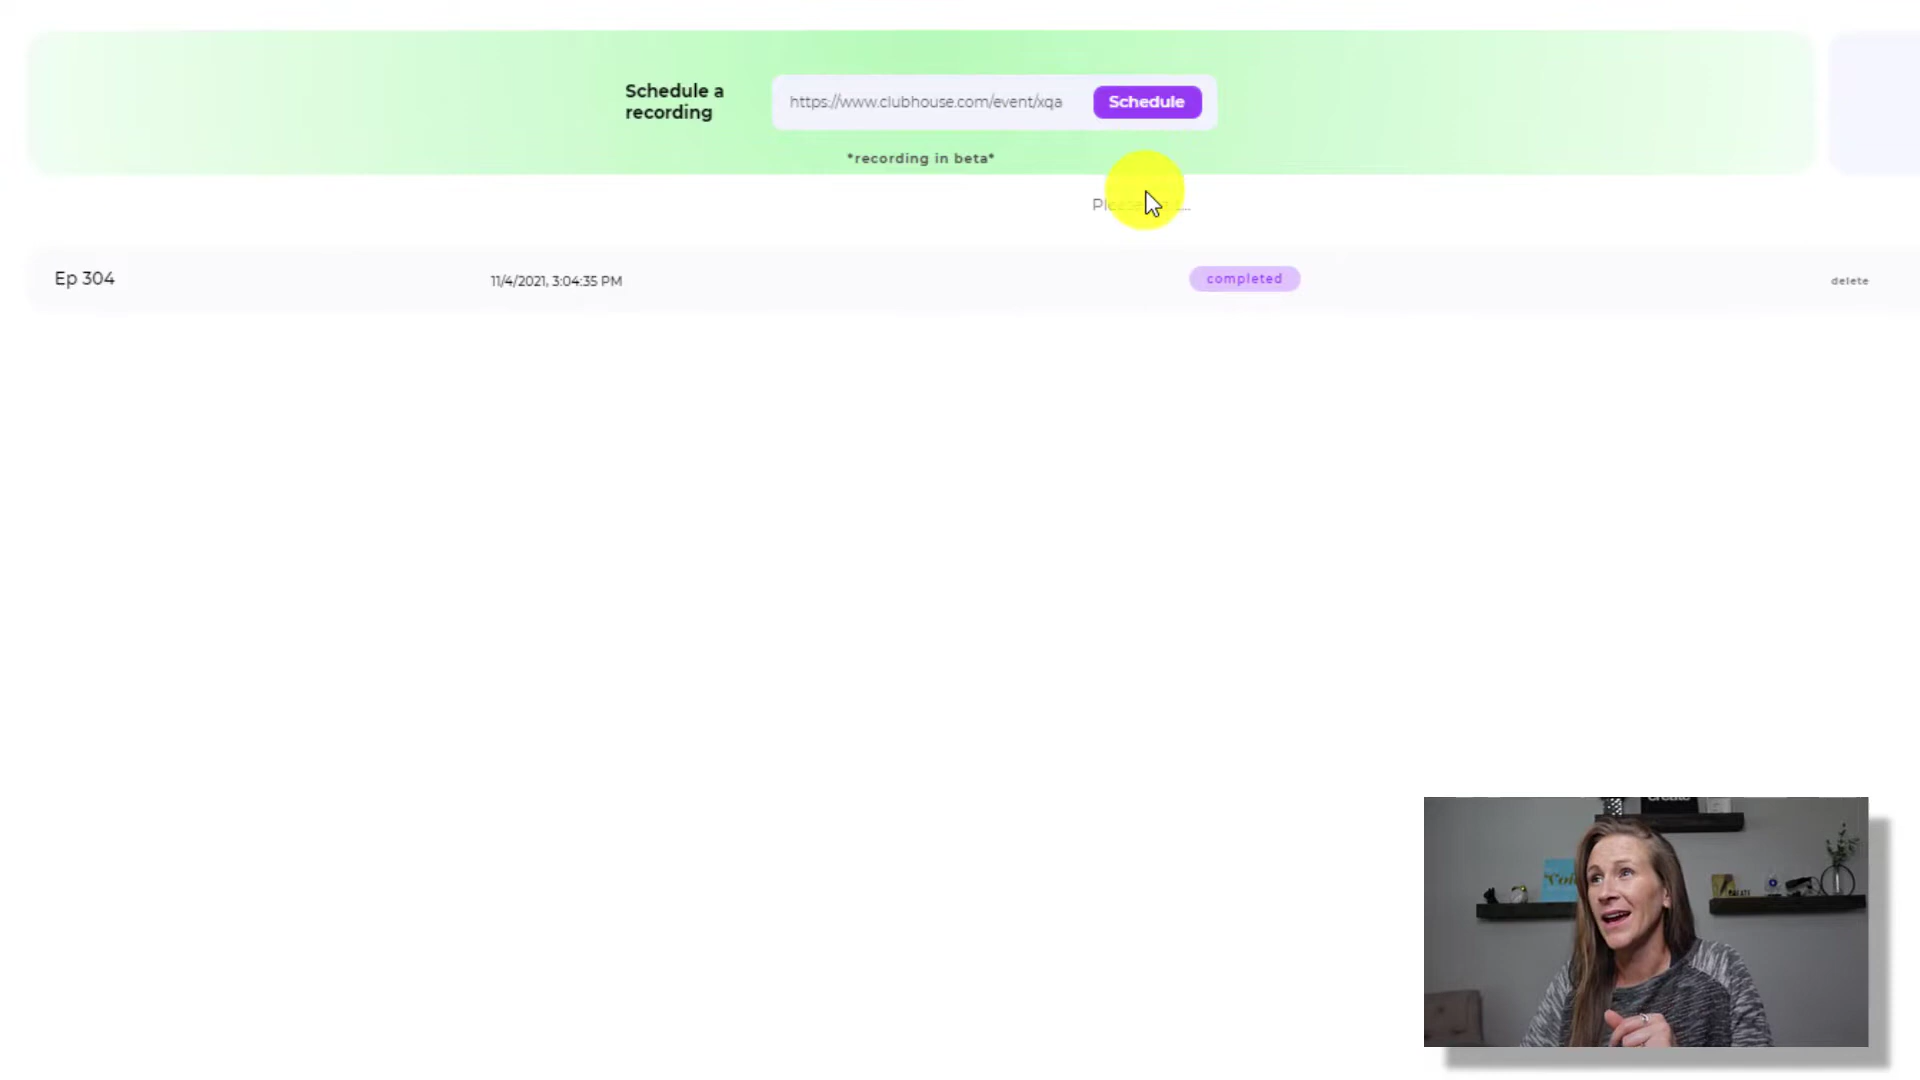 Schedule a
recording
https://www.clubhouse.com/event/xqa
Schedule
*recording in beta*
Ep 304
11/4/2021, 3:04:35 PM
completed
delete
create